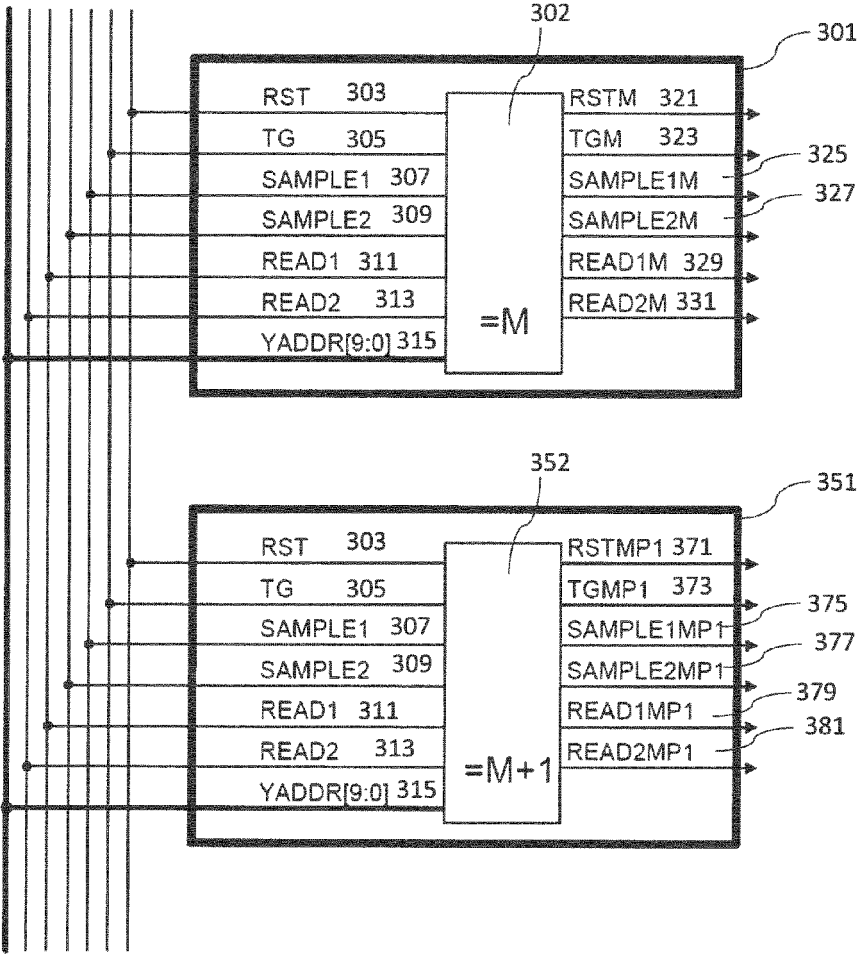 302
301
RST 303 RSTM 321
TG 305 TGM 323
325
SAMPLE1 307 SAMPLE1M
327
SAMPLE2 309 SAMPLE2M
READ1 311 READ1M 329
READ2 313 READ2M 331
=M
YADDR[9:0] 315
352
351
RST 303 RSTMP1 371
TG 305 TGMP1 373
375
SAMPLE1 307 SAMPLE1MP1
377
SAMPLE2 309 SAMPLE2MP1
379
READ1 311 READ1MP1
381
READ2 313 READ2MP1
=M+1
YADDR[9:0] 315